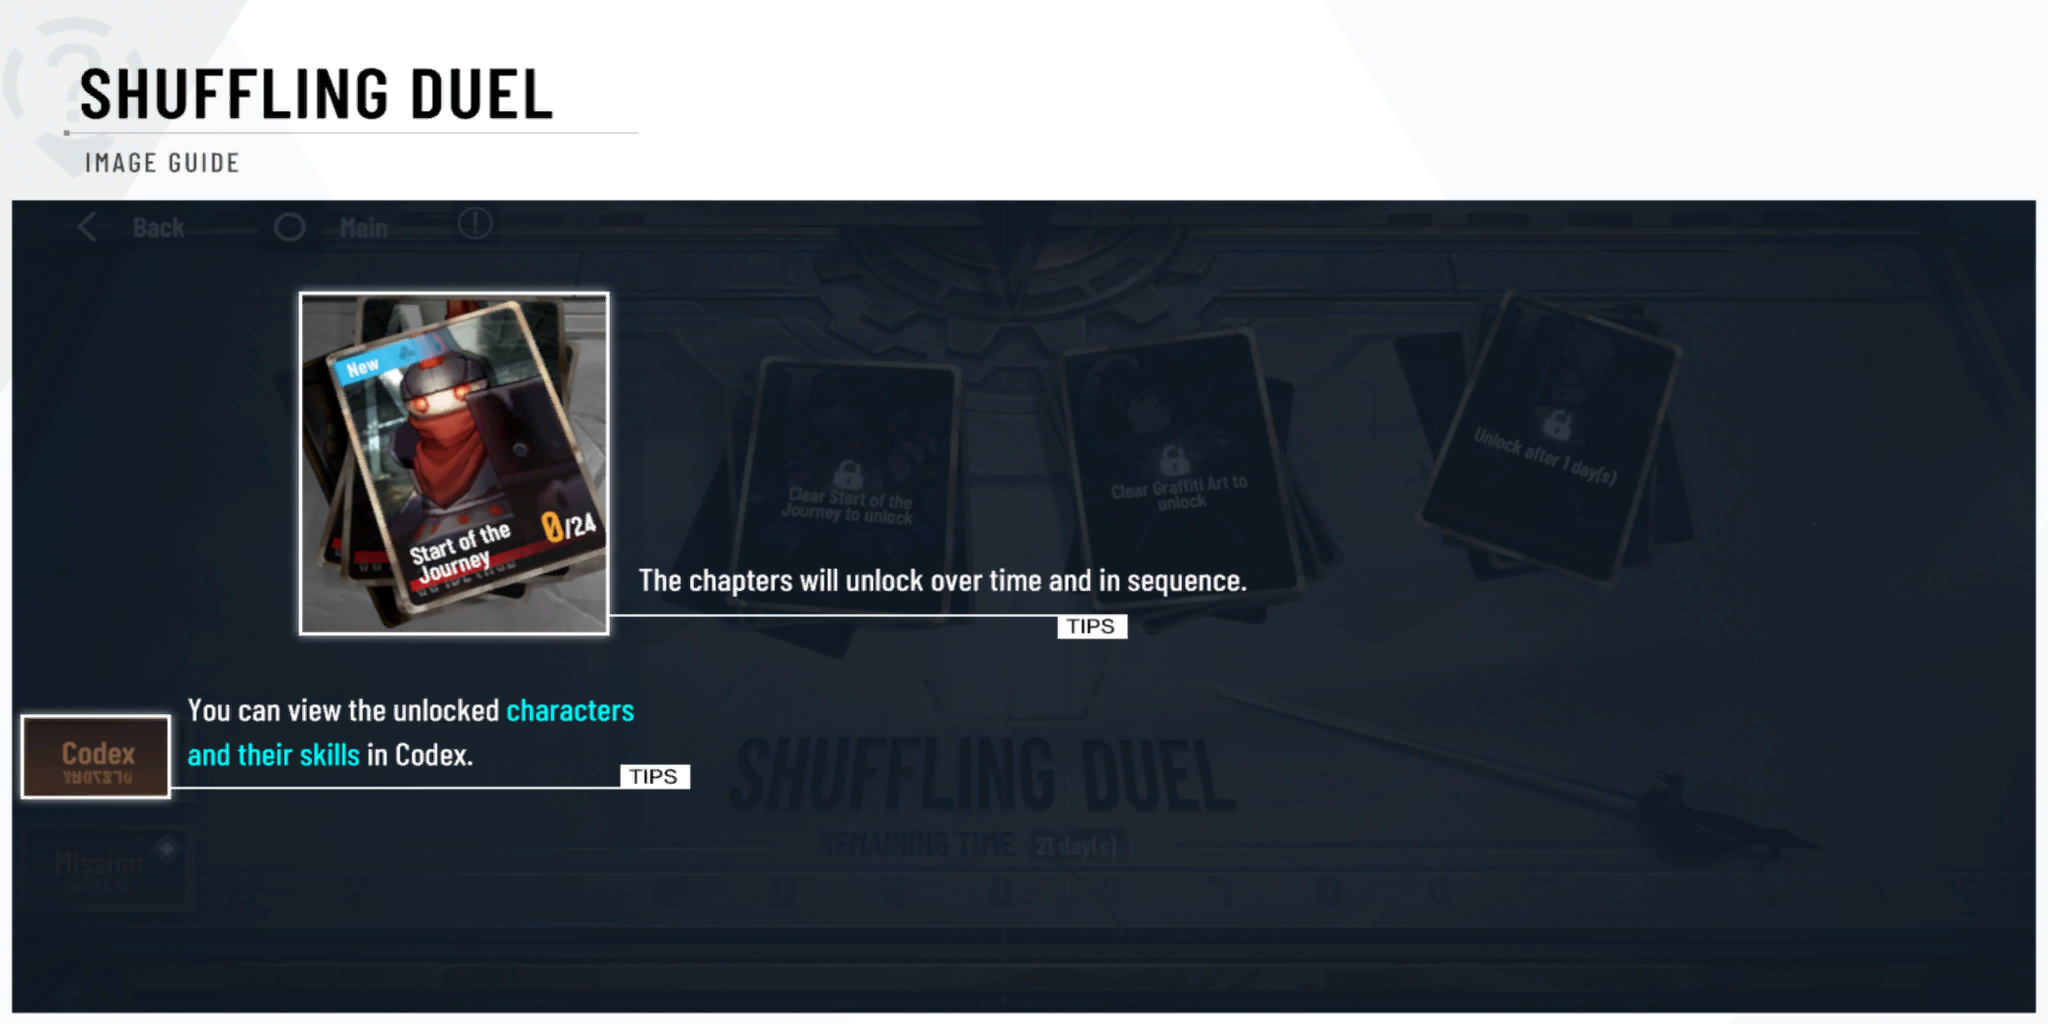 SHUFFLING DUEL
IMAGE GUIDE
Back
Main
New
Start of the
Journey
0/24
Clear Start of the
Journey to unlock
Clear Graffiti Art to
unlock
Unlock after 1 day(s)
The chapters will unlock over time and in sequence.
TIPS
You can view the unlocked characters
and their skills in Codex.
TIPS
Codex
SHUFFLING DUEL
REMAINING TIME 21 day(s)
Mission